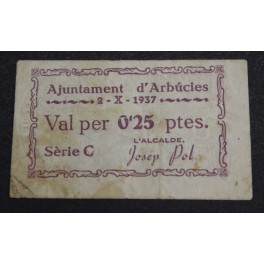 Ajuntament d'Arbúcies
2-X-1937
Val per 0'25 ptes.
L'ALCALDE,
Sèrie C
Josep Pol